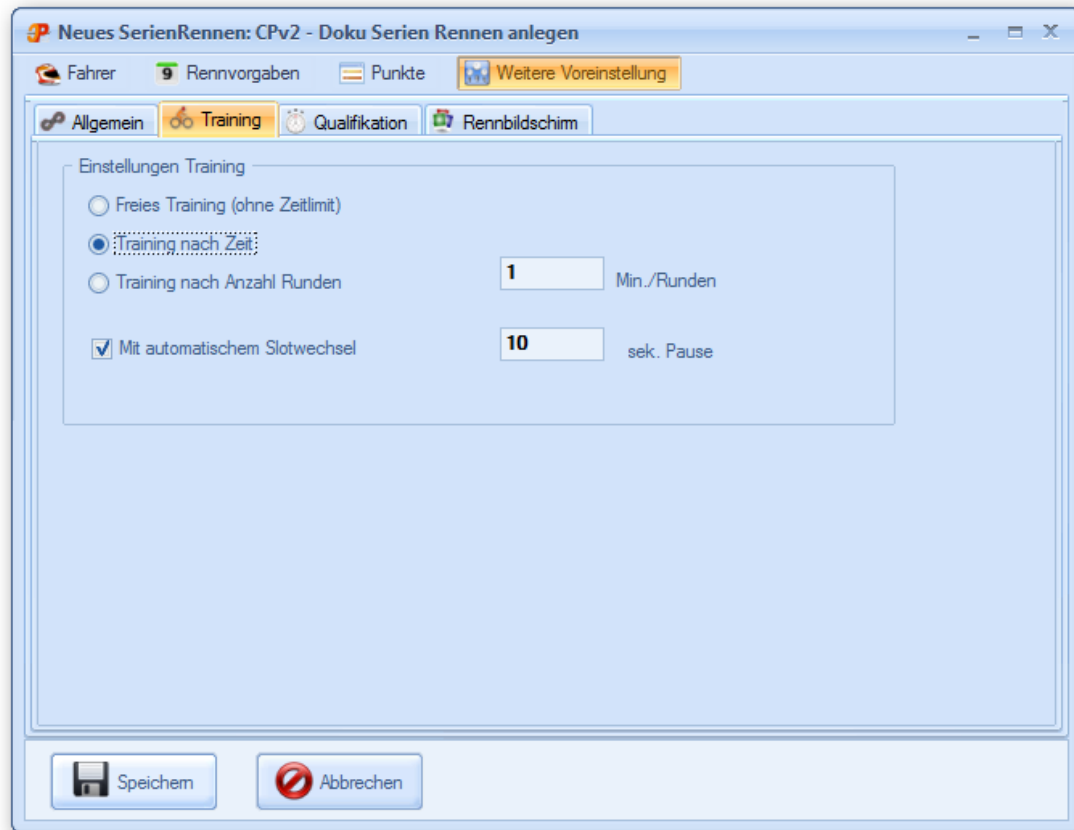 Neues SerienRennen: CPv2 - Doku Serien Rennen anlegen
Fahrer 9 Rennvorgaben Punkte Weitere Voreinstellung
Allgemein Training Qualifikation Rennbildschirm
Einstellungen Training
Freies Training (ohne Zeitlimit)
Training nach Zeit
Training nach Anzahl Runden 1 Min./Runden
Mit automatischem Slotwechsel 10 sek. Pause
Speichern Abbrechen